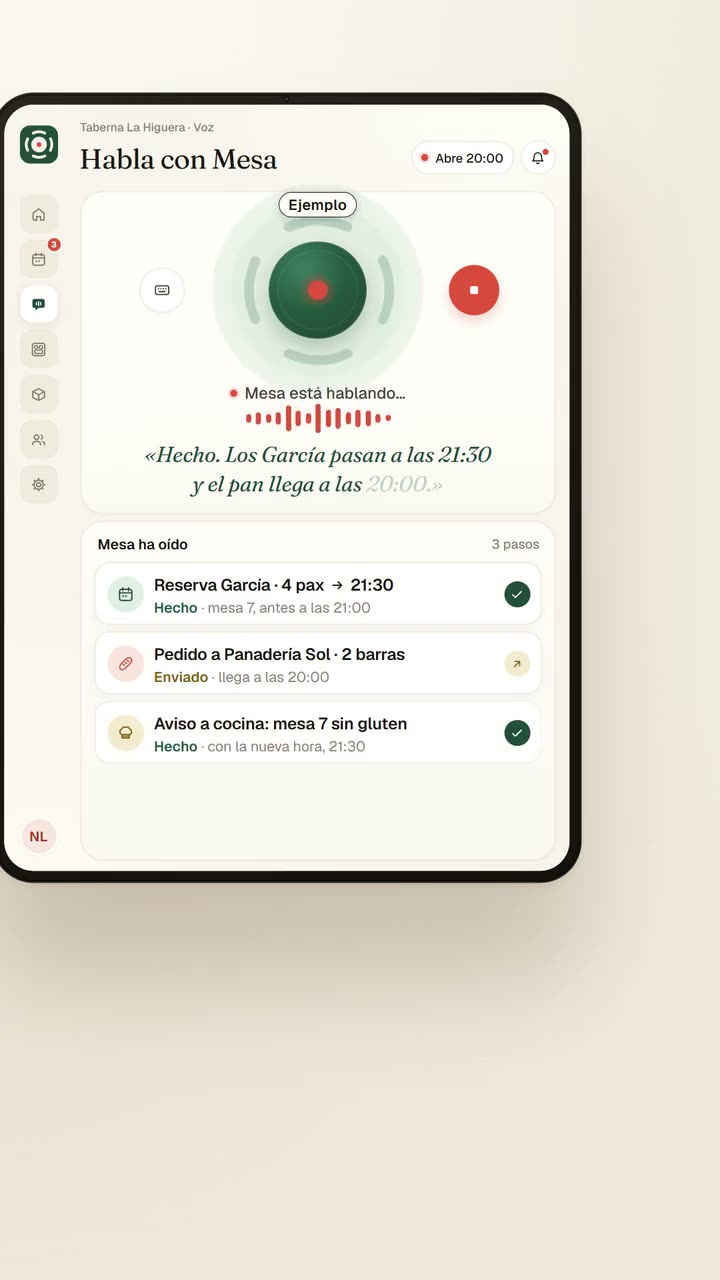 Taberna La Higuera · Voz
Habla con Mesa
Abre 20:00
3
Ejemplo
Mesa está hablando...
«Hecho. Los García pasan a las 21:30
y el pan llega a las 20:00.»
Mesa ha oído
3 pasos
Reserva García · 4 pax → 21:30
Hecho · mesa 7, antes a las 21:00
Pedido a Panadería Sol · 2 barras
Enviado · llega a las 20:00
Aviso a cocina: mesa 7 sin gluten
Hecho · con la nueva hora, 21:30
NL